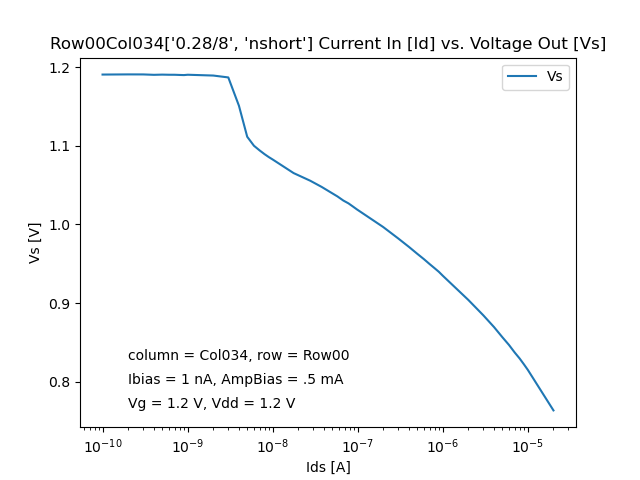 Row00Col034['0.28/8', 'nshort'] Current In [Id] vs. Voltage Out [Vs]
Vs
1.2
1.1
1.0
0.9
0.8
Vs [V]
column = Col034, row = Row00
Ibias = 1 nA, AmpBias = .5 mA
Vg = 1.2 V, Vdd = 1.2 V
10⁻¹⁰ 10⁻⁹ 10⁻⁸ 10⁻⁷ 10⁻⁶ 10⁻⁵
Ids [A]